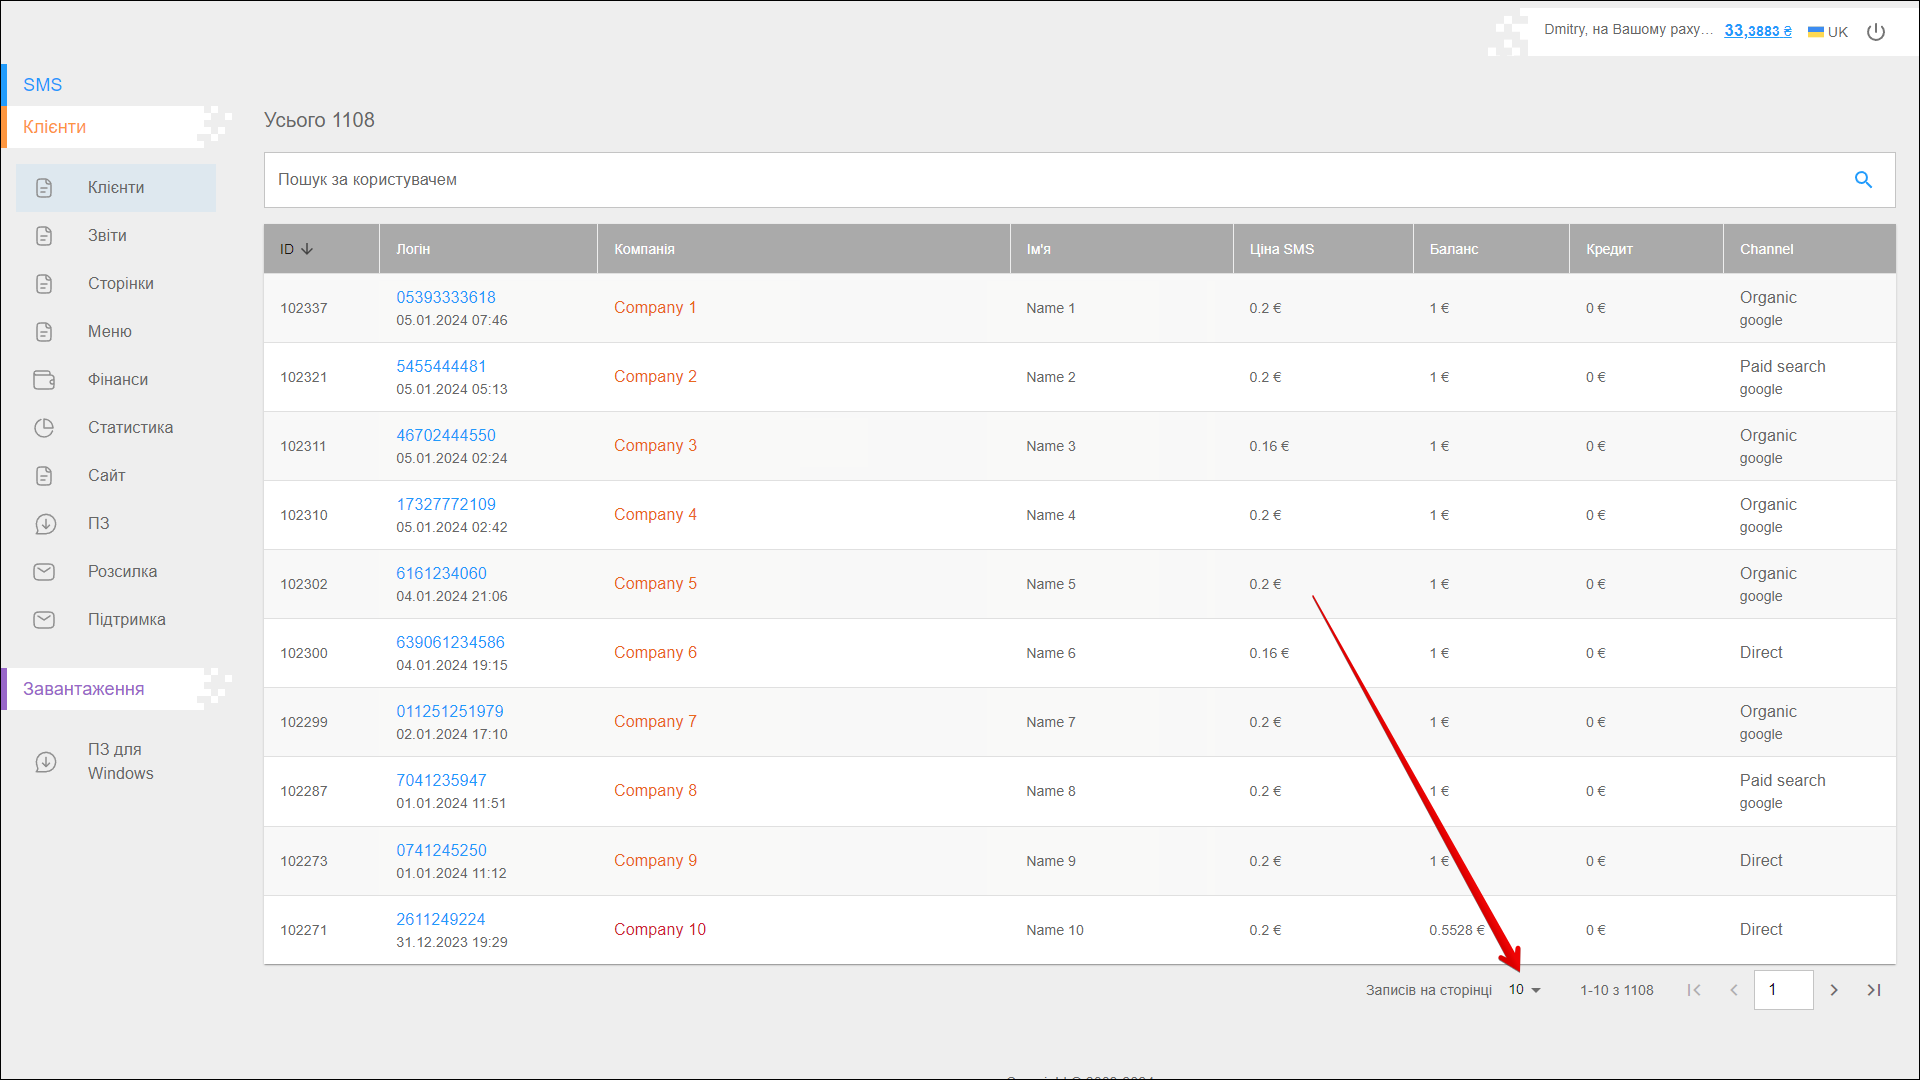 Dmitry, на Вашому раху... 33,3883 ₴ UK
SMS
Клієнти
Клієнти
Звіти
Сторінки
Меню
Фінанси
Статистика
Сайт
ПЗ
Розсилка
Підтримка
Завантаження
ПЗ для
Windows
Усього 1108
Пошук за користувачем
ID Логін Компанія Ім'я Ціна SMS Баланс Кредит Channel
102337 05393333618 Company 1 Name 1 0.2 € 1 € 0 € Organic
05.01.2024 07:46 google
102321 5455444481 Company 2 Name 2 0.2 € 1 € 0 € Paid search
05.01.2024 05:13 google
102311 46702444550 Company 3 Name 3 0.16 € 1 € 0 € Organic
05.01.2024 02:24 google
102310 17327772109 Company 4 Name 4 0.2 € 1 € 0 € Organic
05.01.2024 02:42 google
102302 6161234060 Company 5 Name 5 0.2 € 1 € 0 € Organic
04.01.2024 21:06 google
102300 639061234586 Company 6 Name 6 0.16 € 1 € 0 € Direct
04.01.2024 19:15
102299 011251251979 Company 7 Name 7 0.2 € 1 € 0 € Organic
02.01.2024 17:10 google
102287 7041235947 Company 8 Name 8 0.2 € 1 € 0 € Paid search
01.01.2024 11:51 google
102273 0741245250 Company 9 Name 9 0.2 € 1 € 0 € Direct
01.01.2024 11:12
102271 2611249224 Company 10 Name 10 0.2 € 0.5528 € 0 € Direct
31.12.2023 19:29
Записів на сторінці 10 1-10 з 1108 1